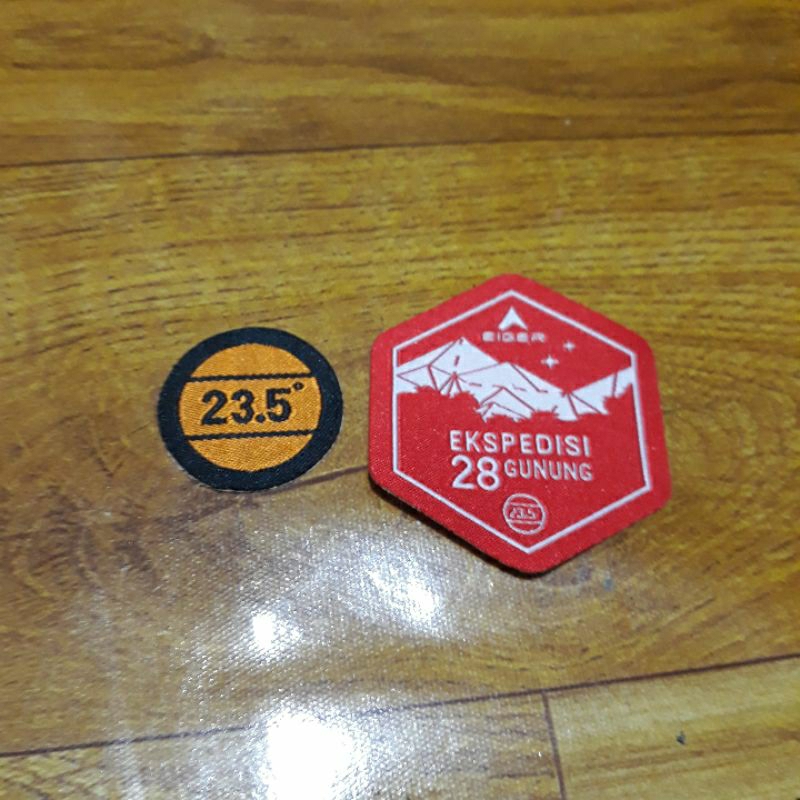 23.5°
EIGER
EKSPEDISI
28 GUNUNG
23.5°